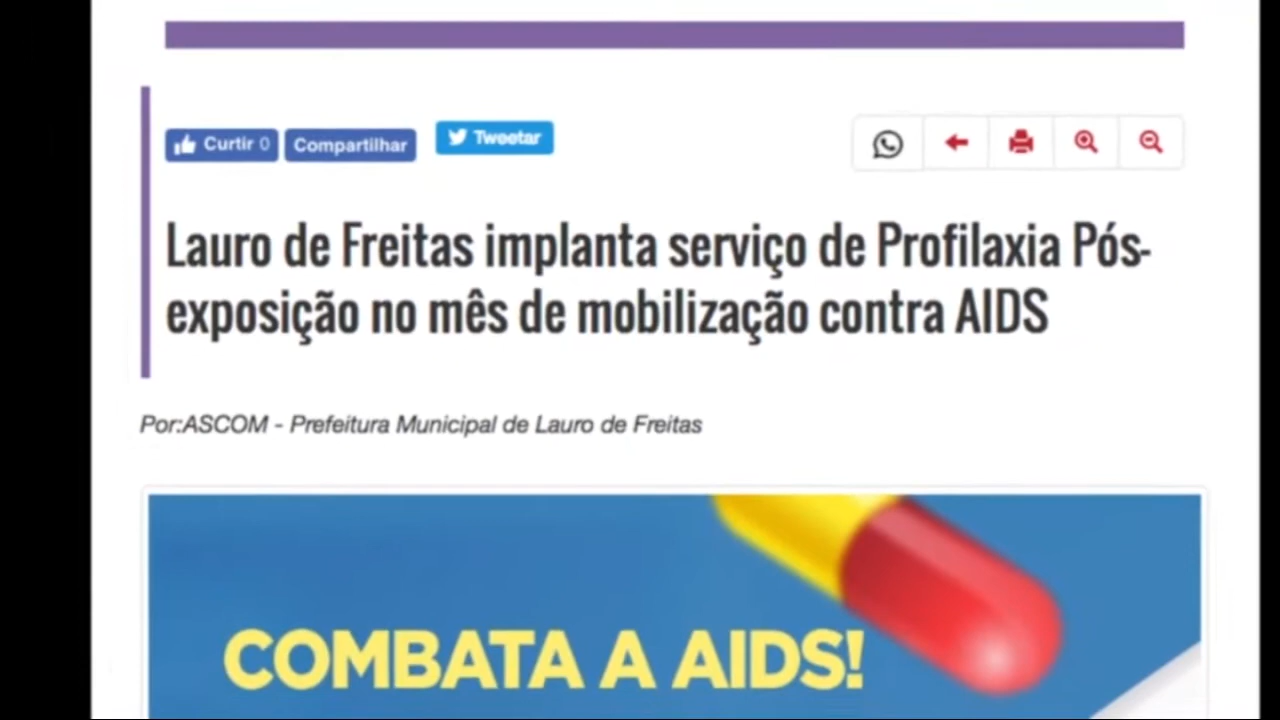 Curtir 0 Compartilhar Tweetar
Lauro de Freitas implanta serviço de Profilaxia Pós-
exposição no mês de mobilização contra AIDS
Por:ASCOM - Prefeitura Municipal de Lauro de Freitas
COMBATA A AIDS!